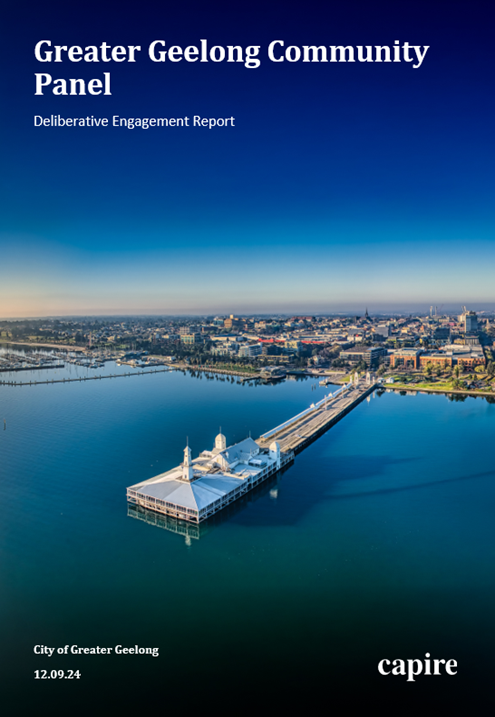 Greater Geelong Community
Panel
Deliberative Engagement Report
City of Greater Geelong
12.09.24
capire